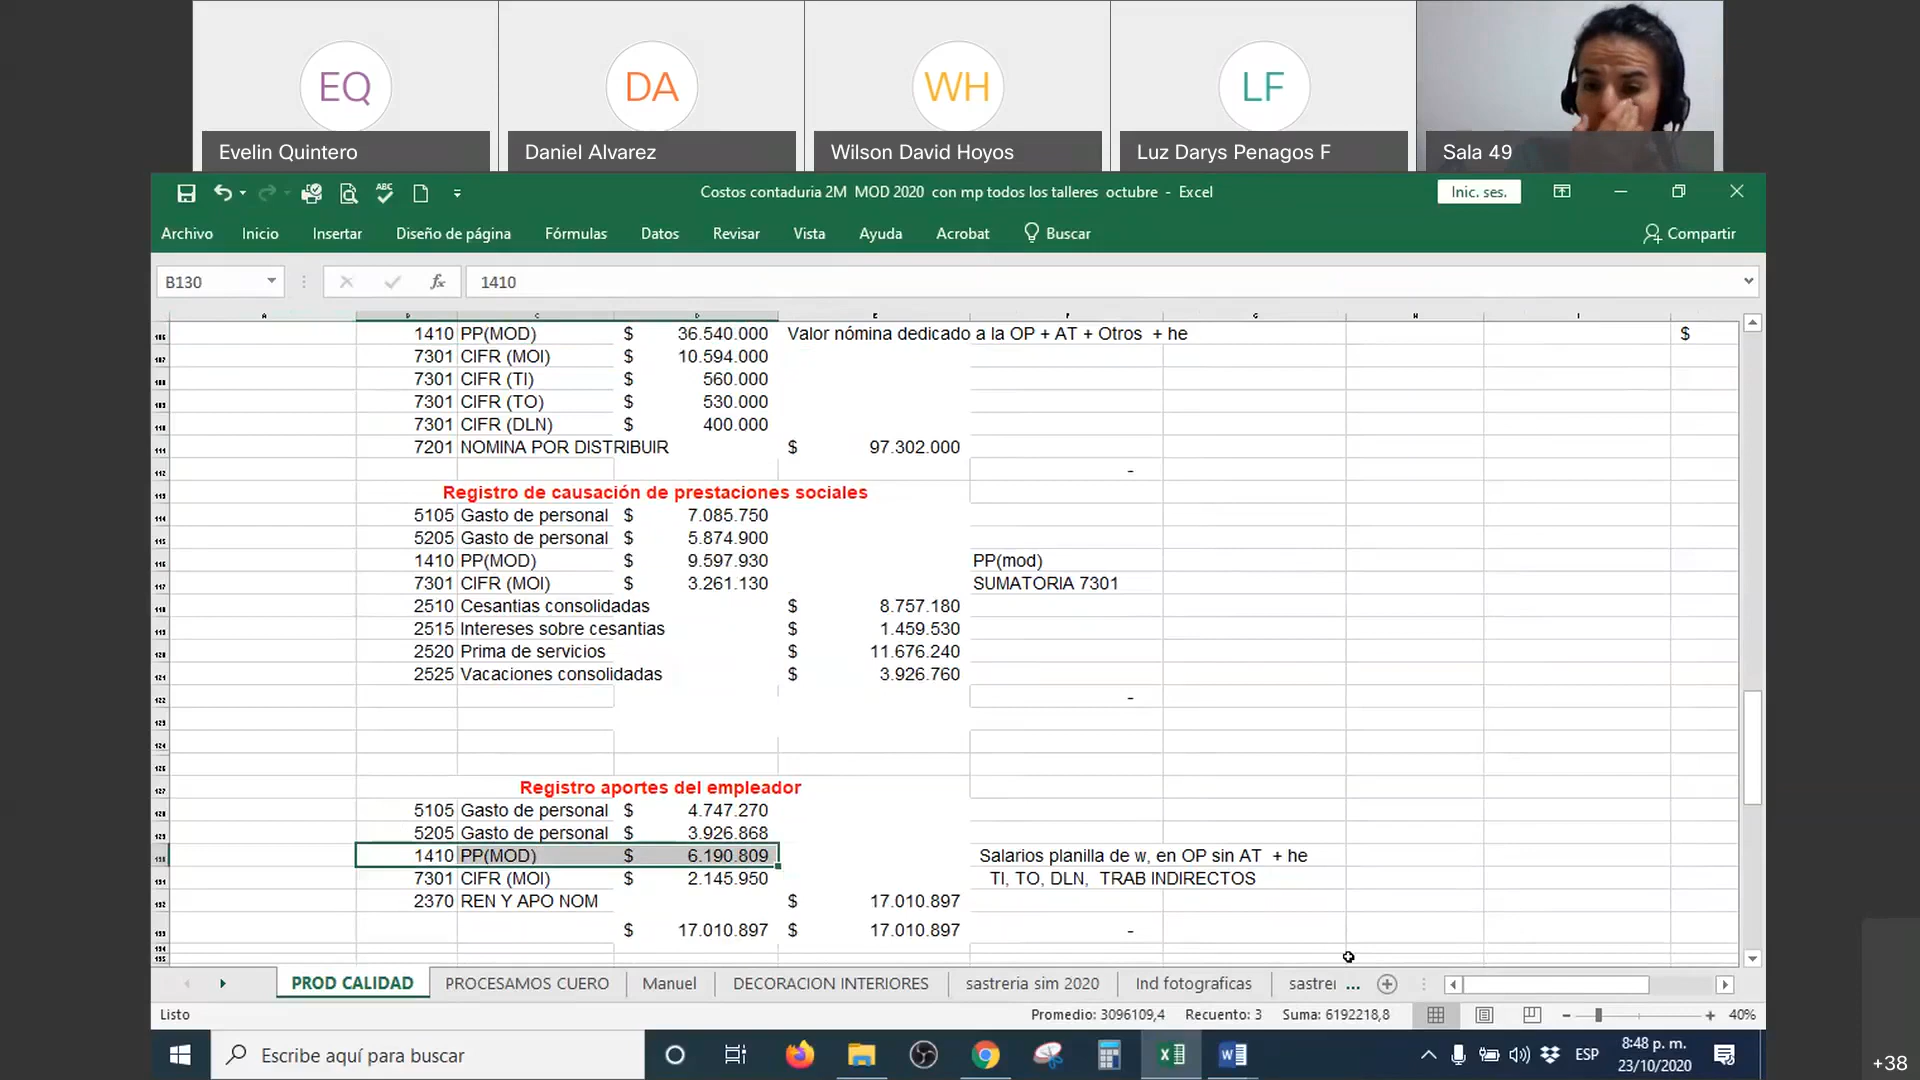 EQ DA WH LF
Evelin Quintero Daniel Alvarez Wilson David Hoyos Luz Darys Penagos F Sala 49
Costos contaduria 2M MOD 2020 con mp todos los talleres octubre - Excel Inic. ses.
Archivo Inicio Insertar Diseño de página Fórmulas Datos Revisar Vista Ayuda Acrobat Buscar Compartir
B130 fx 1410
1410 PP(MOD) $ 36.540.000 Valor nómina dedicado a la OP + AT + Otros + he $
7301 CIFR (MOI) $ 10.594.000
7301 CIFR (TI) $ 560.000
7301 CIFR (TO) $ 530.000
7301 CIFR (DLN) $ 400.000
7201 NOMINA POR DISTRIBUIR $ 97.302.000
-
Registro de causación de prestaciones sociales
5105 Gasto de personal $ 7.085.750
5205 Gasto de personal $ 5.874.900
1410 PP(MOD) $ 9.597.930 PP(mod)
7301 CIFR (MOI) $ 3.261.130 SUMATORIA 7301
2510 Cesantias consolidadas $ 8.757.180
2515 Intereses sobre cesantias $ 1.459.530
2520 Prima de servicios $ 11.676.240
2525 Vacaciones consolidadas $ 3.926.760
-
Registro aportes del empleador
5105 Gasto de personal $ 4.747.270
5205 Gasto de personal $ 3.926.868
1410 PP(MOD) $ 6.190.809 Salarios planilla de w, en OP sin AT + he
7301 CIFR (MOI) $ 2.145.950 TI, TO, DLN, TRAB INDIRECTOS
2370 REN Y APO NOM $ 17.010.897
$ 17.010.897 $ 17.010.897 -
PROD CALIDAD PROCESAMOS CUERO Manuel DECORACION INTERIORES sastreria sim 2020 Ind fotograficas sastrei ...
Listo Promedio: 3096109,4 Recuento: 3 Suma: 6192218,8 40%
Escribe aquí para buscar ESP 8:48 p. m.
23/10/2020
+38